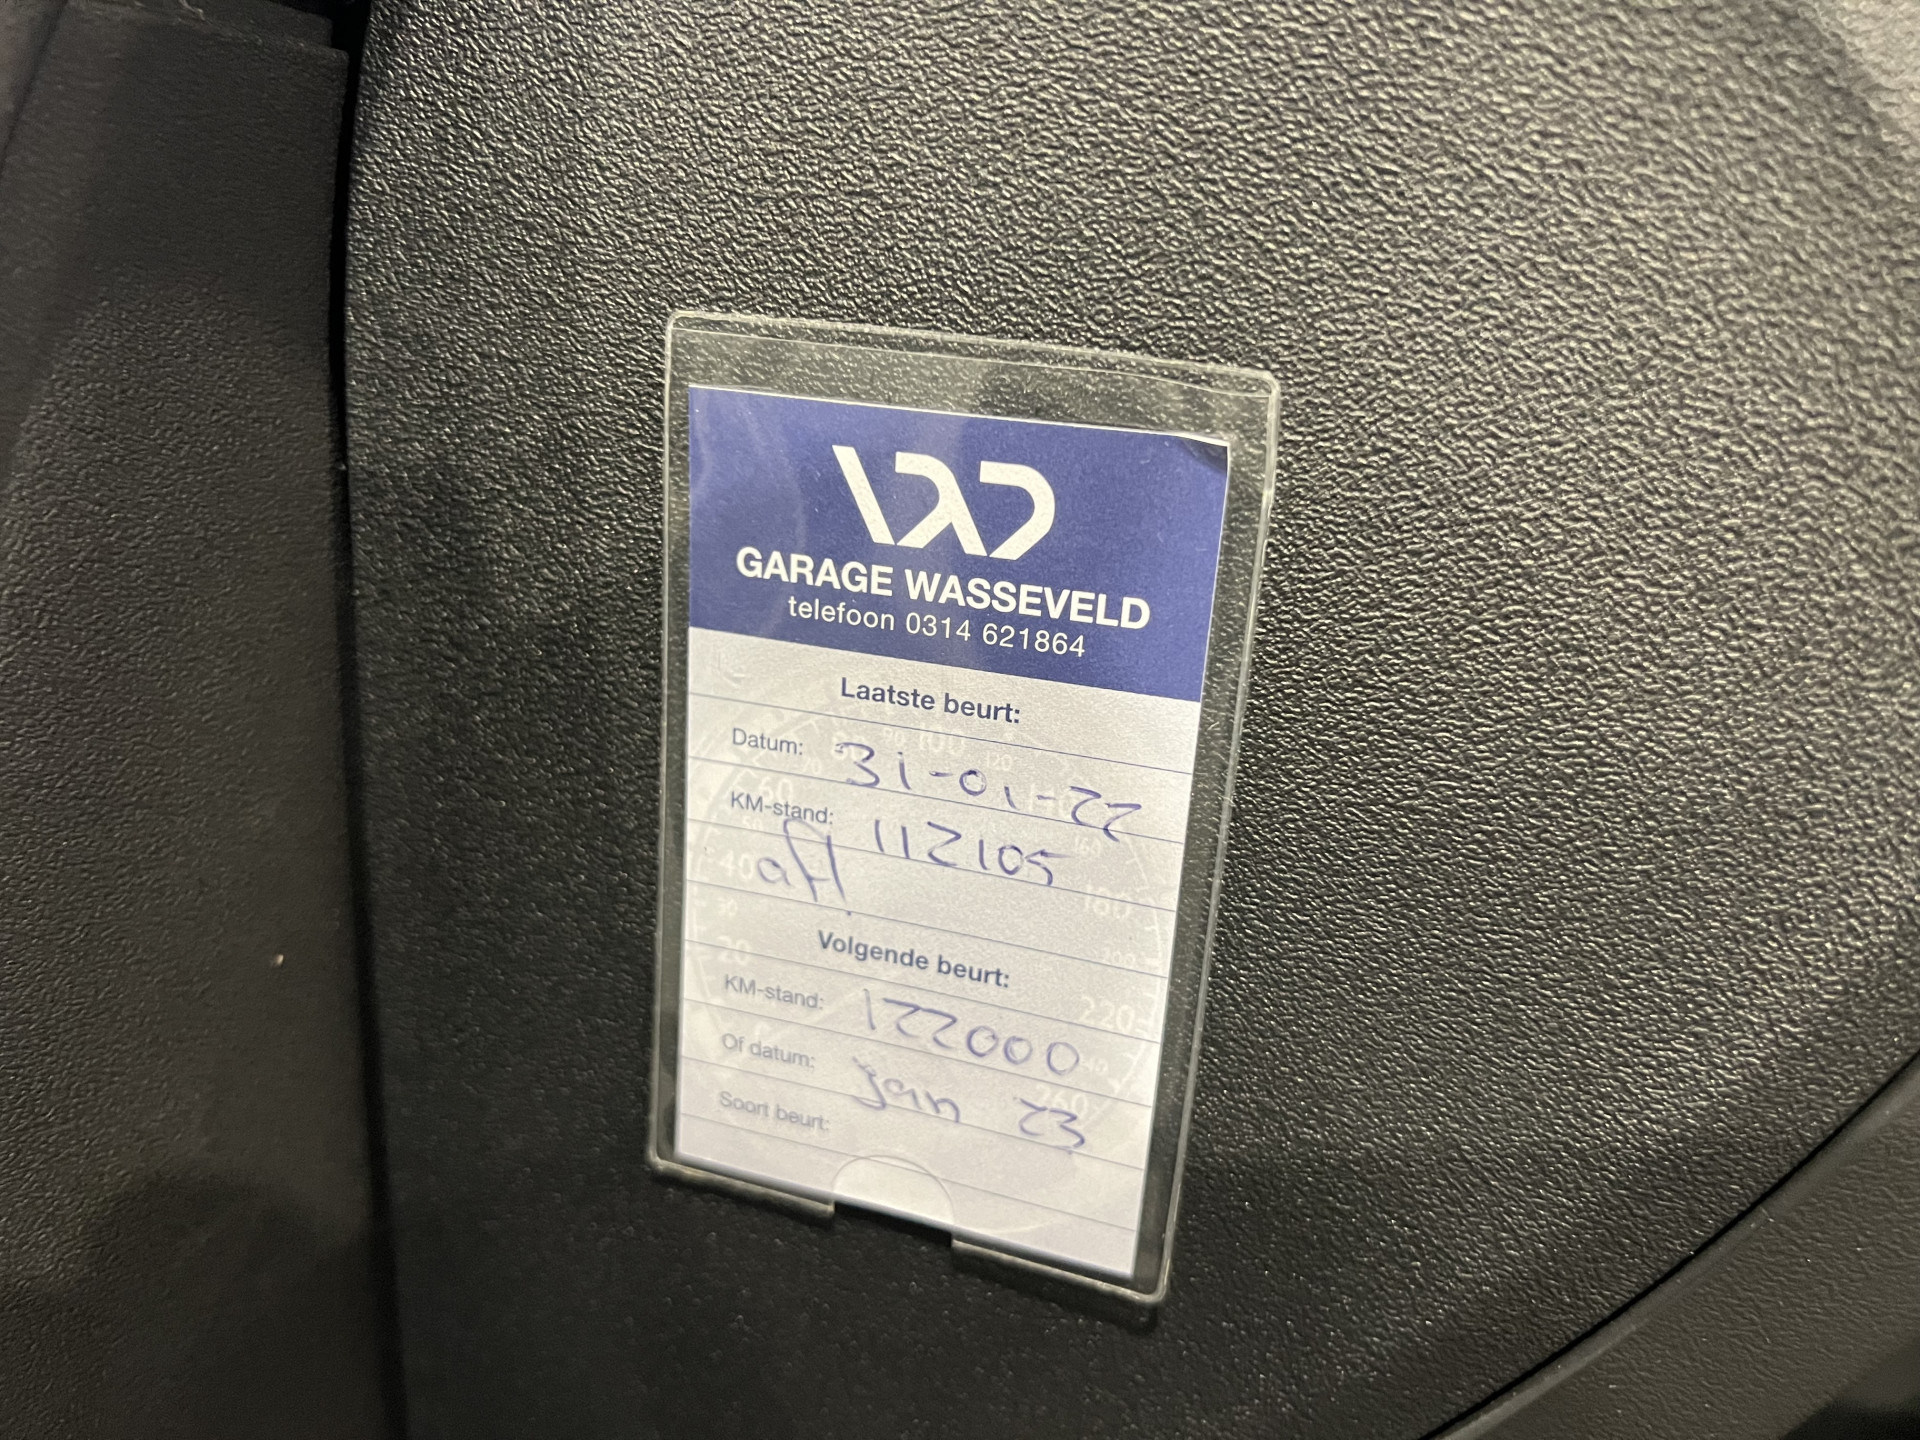 GARAGE WASSEVELD
telefoon 0314 621864
Laatste beurt:
Datum: 31-01-22
KM-stand: 112105
afl.
Volgende beurt:
KM-stand: 122000
Of datum: jan 23
Soort beurt: